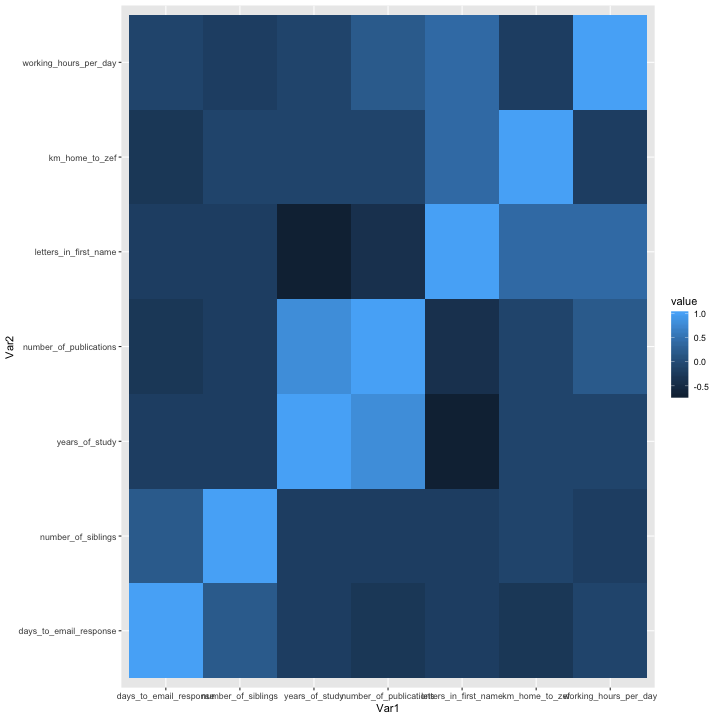 working_hours_per_day
km_home_to_zef
letters_in_first_name
number_of_publications
years_of_study
number_of_siblings
days_to_email_response
Var2
days_to_email_response number_of_siblings years_of_study number_of_publications letters_in_first_name km_home_to_zef working_hours_per_day
Var1
value
1.0
0.5
0.0
-0.5